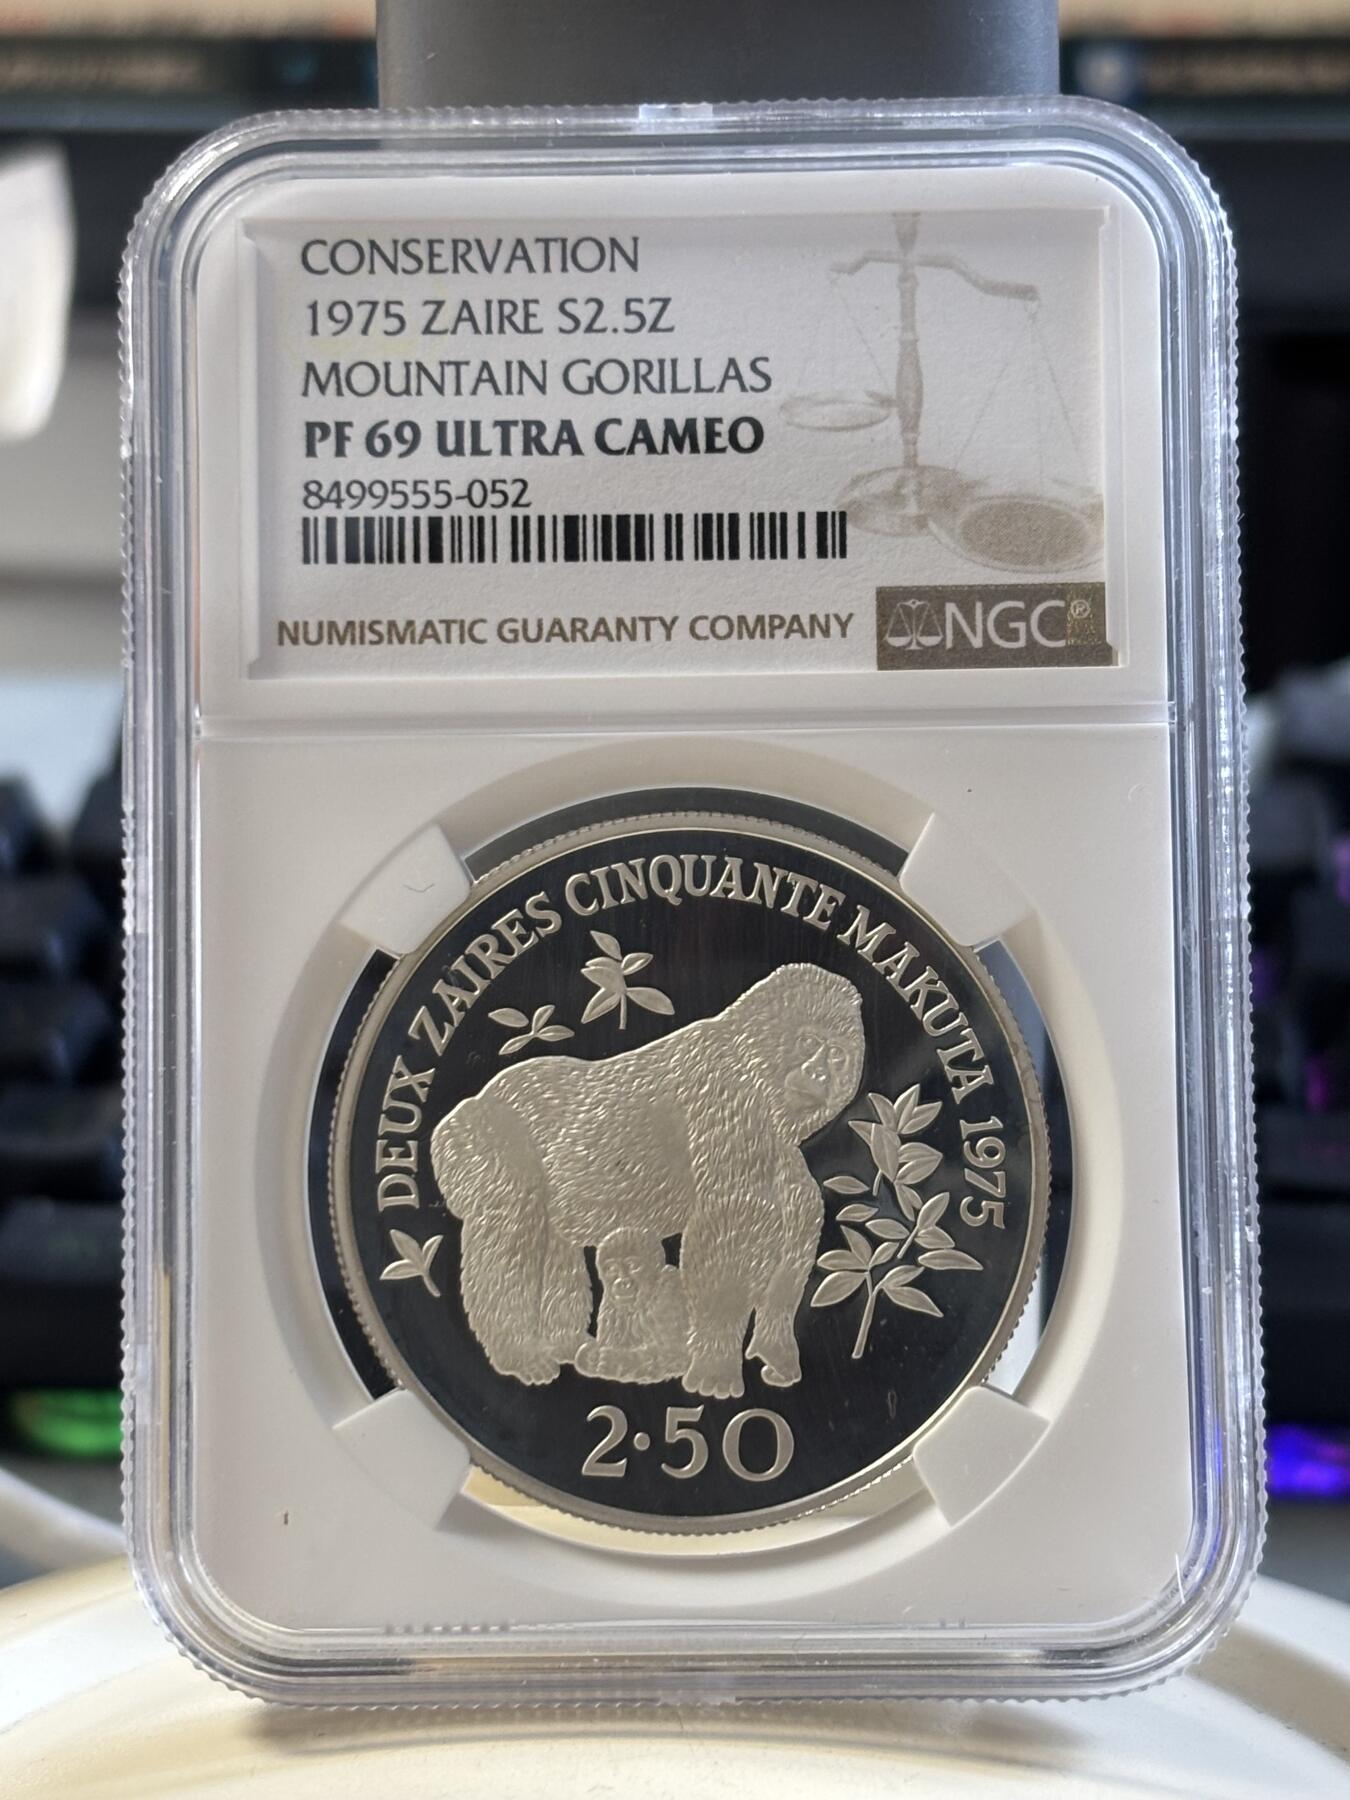 CONSERVATION
1975 ZAIRE S2.5Z
MOUNTAIN GORILLAS
PF 69 ULTRA CAMEO
8499555-052
NUMISMATIC GUARANTY COMPANY
NGC®
DEUX ZAIRES CINQUANTE MAKUTA 1975
2·50